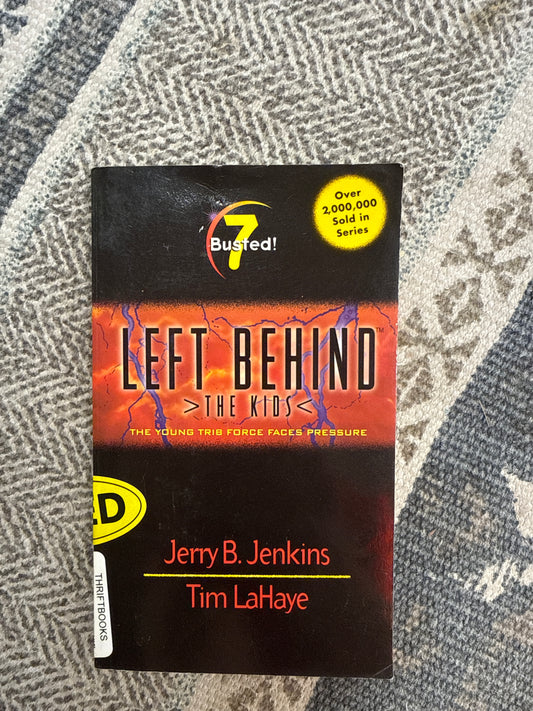 7
Busted!
Over
2,000,000
Sold in
Series
LEFT BEHIND™
>THE KIDS<
THE YOUNG TRIB FORCE FACES PRESSURE
Jerry B. Jenkins
Tim LaHaye
THRIFTBOOKS